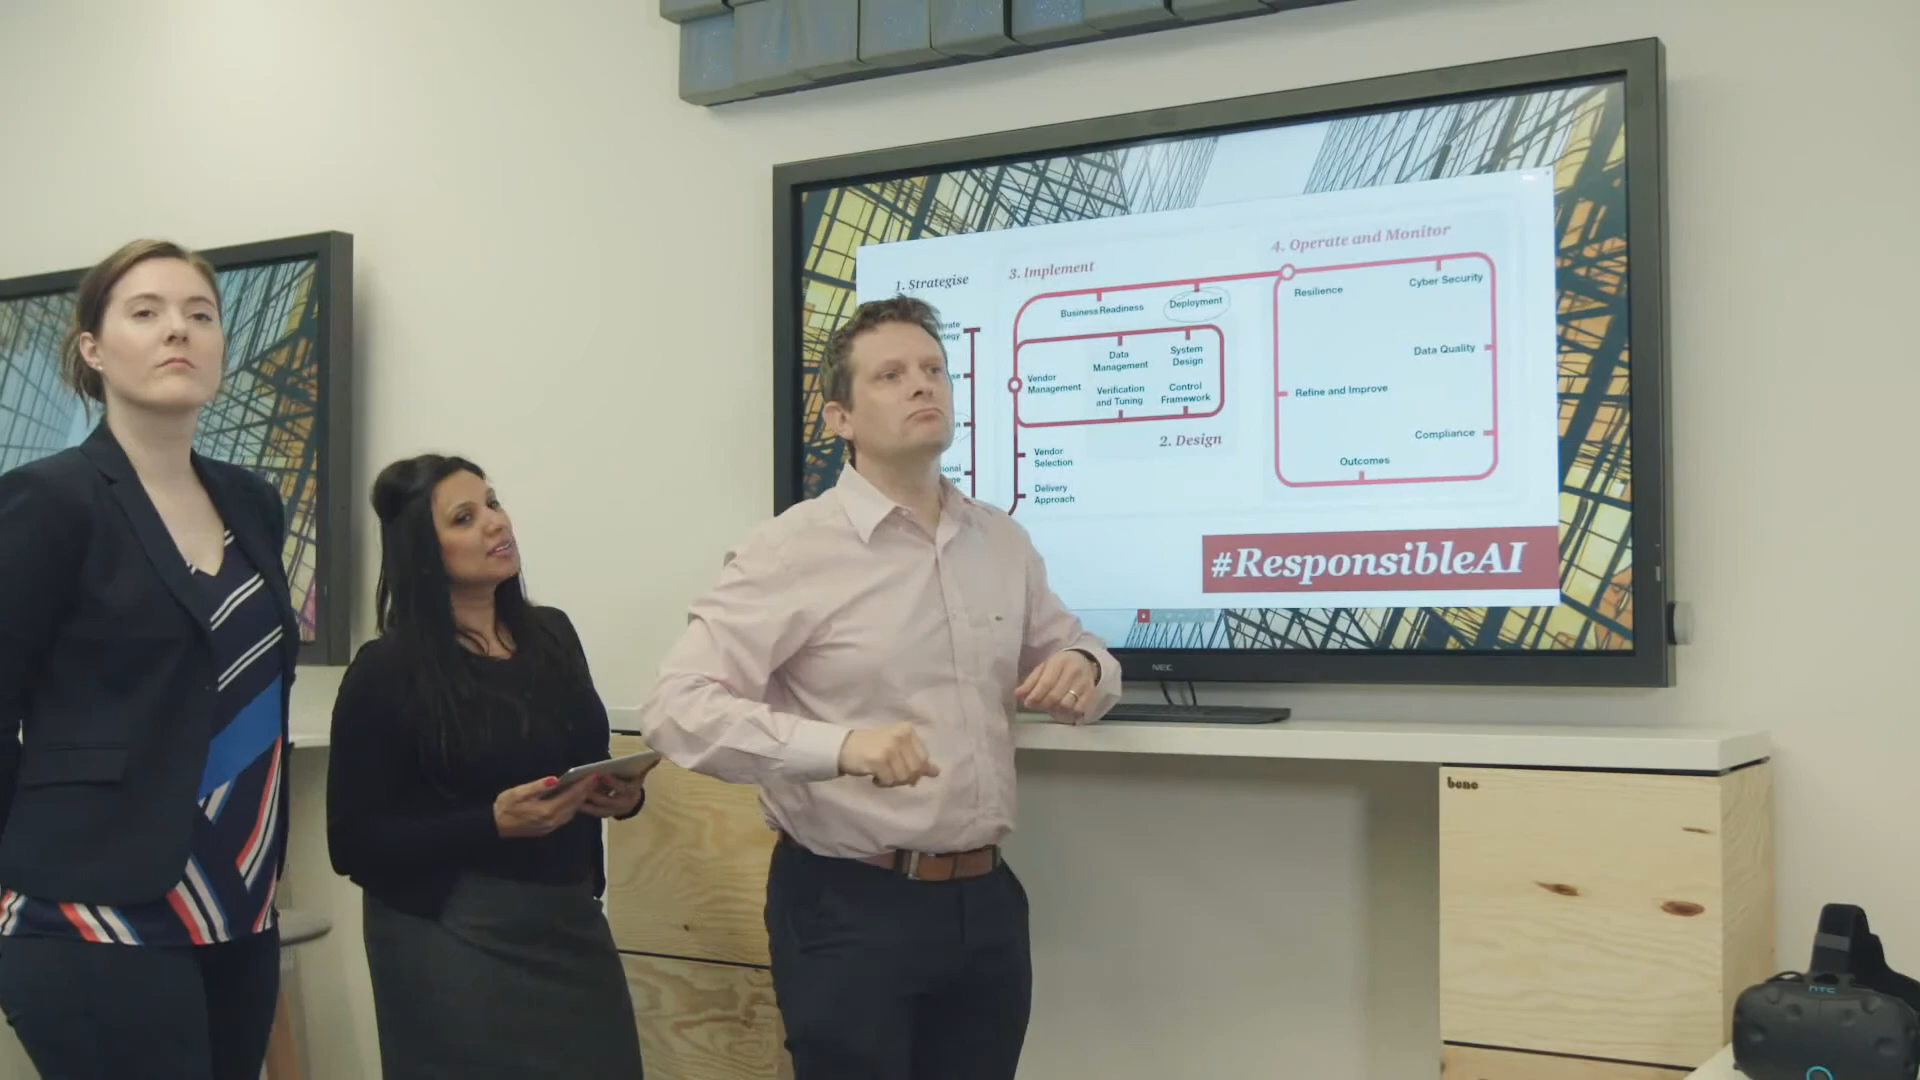 1. Strategise
3. Implement
4. Operate and Monitor
Business Readiness
Deployment
Resilience
Cyber Security
Data
Management
System
Design
Data Quality
Vendor
Management
Verification
and Tuning
Control
Framework
Refine and Improve
2. Design
Compliance
Vendor
Selection
Outcomes
Delivery
Approach
#ResponsibleAI
NEC
bene
HTC